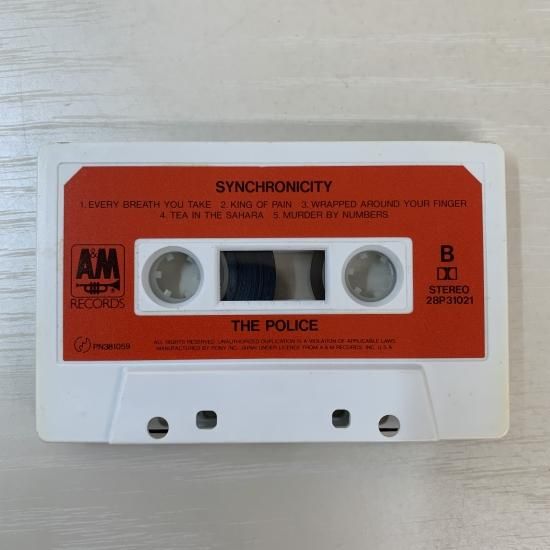 SYNCHRONICITY
1. EVERY BREATH YOU TAKE 2. KING OF PAIN 3. WRAPPED AROUND YOUR FINGER
4. TEA IN THE SAHARA 5. MURDER BY NUMBERS
A&M
RECORDS
B
STEREO
28P31021
THE POLICE
PN381059
ALL RIGHTS RESERVED. UNAUTHORIZED DUPLICATION IS A VIOLATION OF APPLICABLE LAWS.
MANUFACTURED BY PONY INC. JAPAN UNDER LICENCE FROM A & M RECORDS, INC. U.S.A.